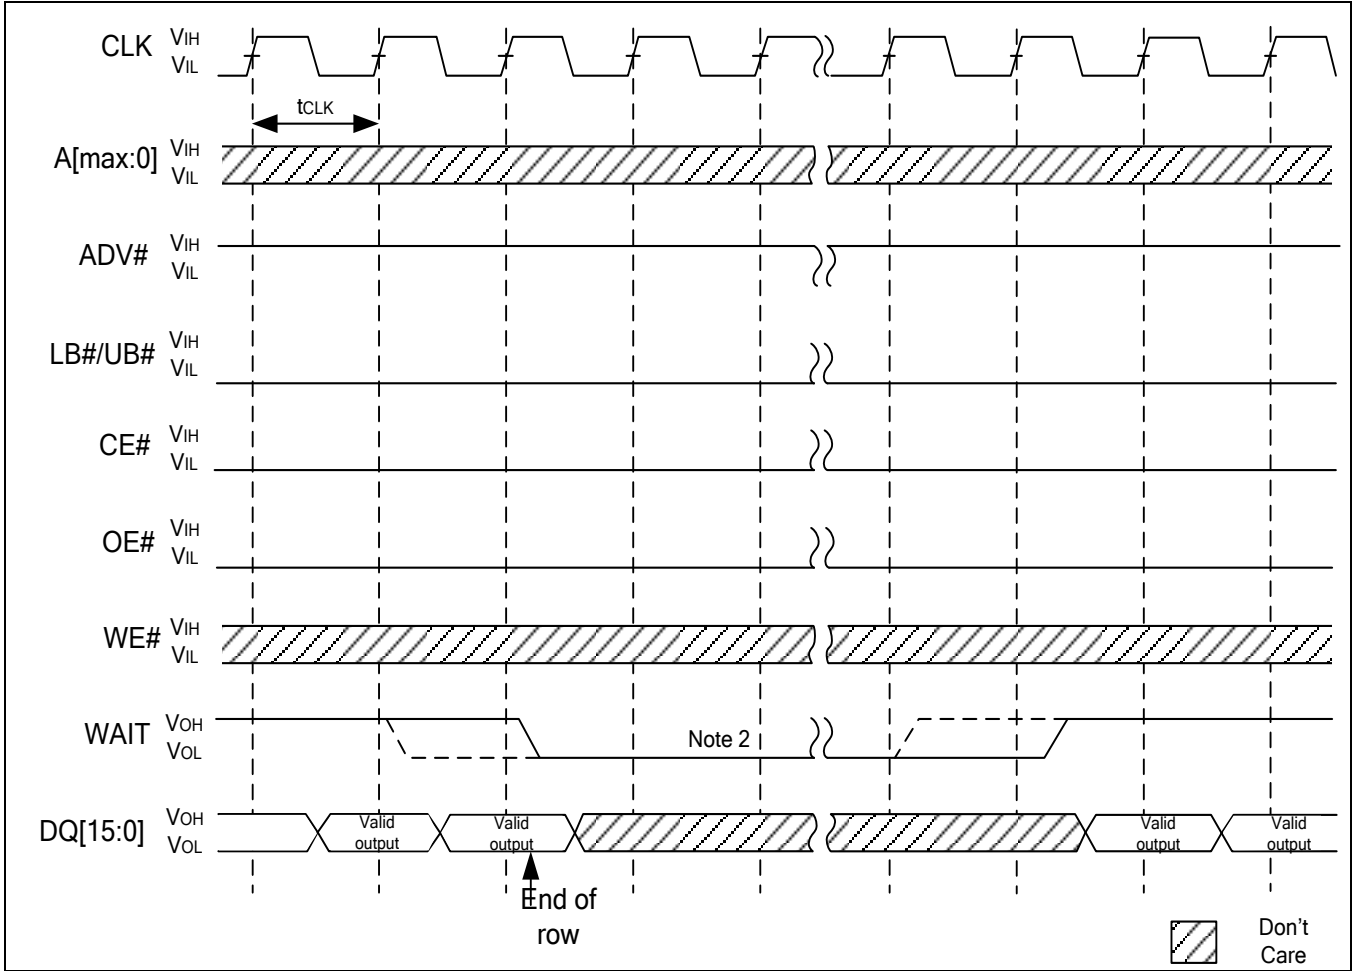 CLK VIH
VIL
tCLK
A[max:0] VIH
VIL
ADV# VIH
VIL
LB#/UB# VIH
VIL
CE# VIH
VIL
OE# VIH
VIL
WE# VIH
VIL
WAIT VOH
VOL
Note 2
DQ[15:0] VOH
VOL
Valid
output
Valid
output
Valid
output
Valid
output
End of
row
Don't
Care